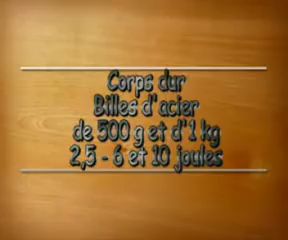 Corps dur
Billes d'acier
de 500 g et d'1 kg
2,5 - 6 et 10 joules